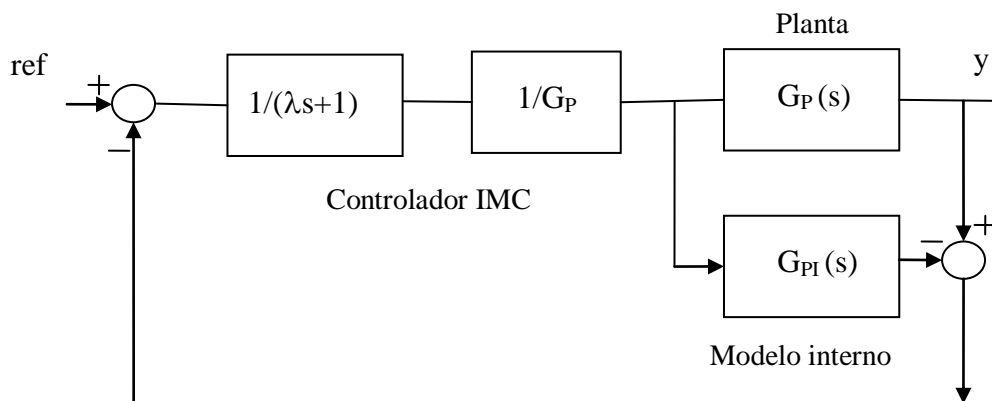 Planta
ref
y
+
1/(λs+1)
1/G_P
G_P (s)
−
Controlador IMC
+
−
G_PI (s)
Modelo interno